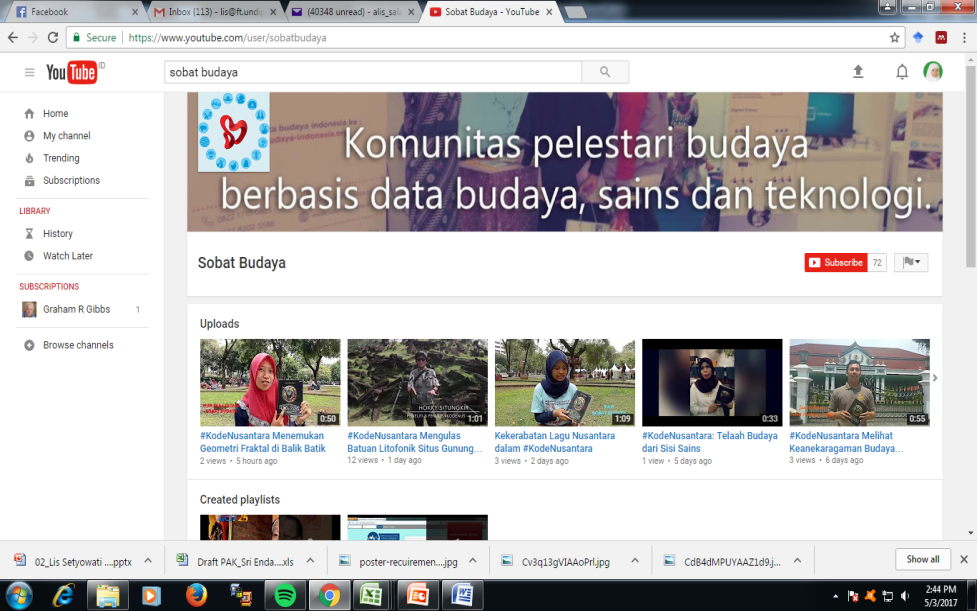 Facebook
Inbox (113) - lis@ft.undi
(40348 unread) - alis_sal
Sobat Budaya - YouTube
Secure
https://www.youtube.com/user/sobatbudaya
YouTube ID
sobat budaya
Home
My channel
Trending
Subscriptions
LIBRARY
History
Watch Later
SUBSCRIPTIONS
Graham R Gibbs 1
Browse channels
Komunitas pelestari budaya
berbasis data budaya, sains dan teknologi.
Sobat Budaya
Subscribe 72
Uploads
0:50
#KodeNusantara Menemukan
Geometri Fraktal di Balik Batik
2 views • 5 hours ago
HOKKY SITUNGKIR
1:01
#KodeNusantara Mengulas
Batuan Litofonik Situs Gunung...
12 views • 1 day ago
1:09
Kekerabatan Lagu Nusantara
dalam #KodeNusantara
3 views • 2 days ago
0:33
#KodeNusantara: Telaah Budaya
dari Sisi Sains
1 view • 5 days ago
0:55
#KodeNusantara Melihat
Keanekaragaman Budaya...
3 views • 6 days ago
Created playlists
02_Lis Setyowati ....pptx
Draft PAK_Sri Enda....xls
poster-recuiremen....jpg
Cv3q13gVIAAoPrl.jpg
CdB4dMPUYAAZ1d9.j...
Show all
2:44 PM
5/3/2017